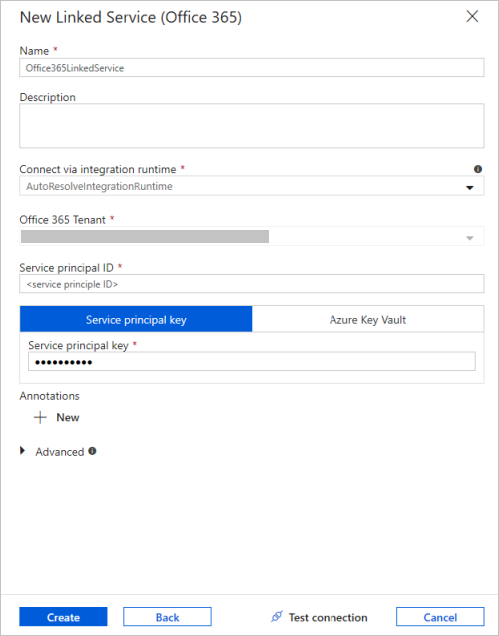 New Linked Service (Office 365)
Name *
Office365LinkedService
Description
Connect via integration runtime *
AutoResolveIntegrationRuntime
Office 365 Tenant *
Service principal ID *
<service principle ID>
Service principal key
Azure Key Vault
Service principal key *
••••••••••
Annotations
New
Advanced
Create
Back
Test connection
Cancel